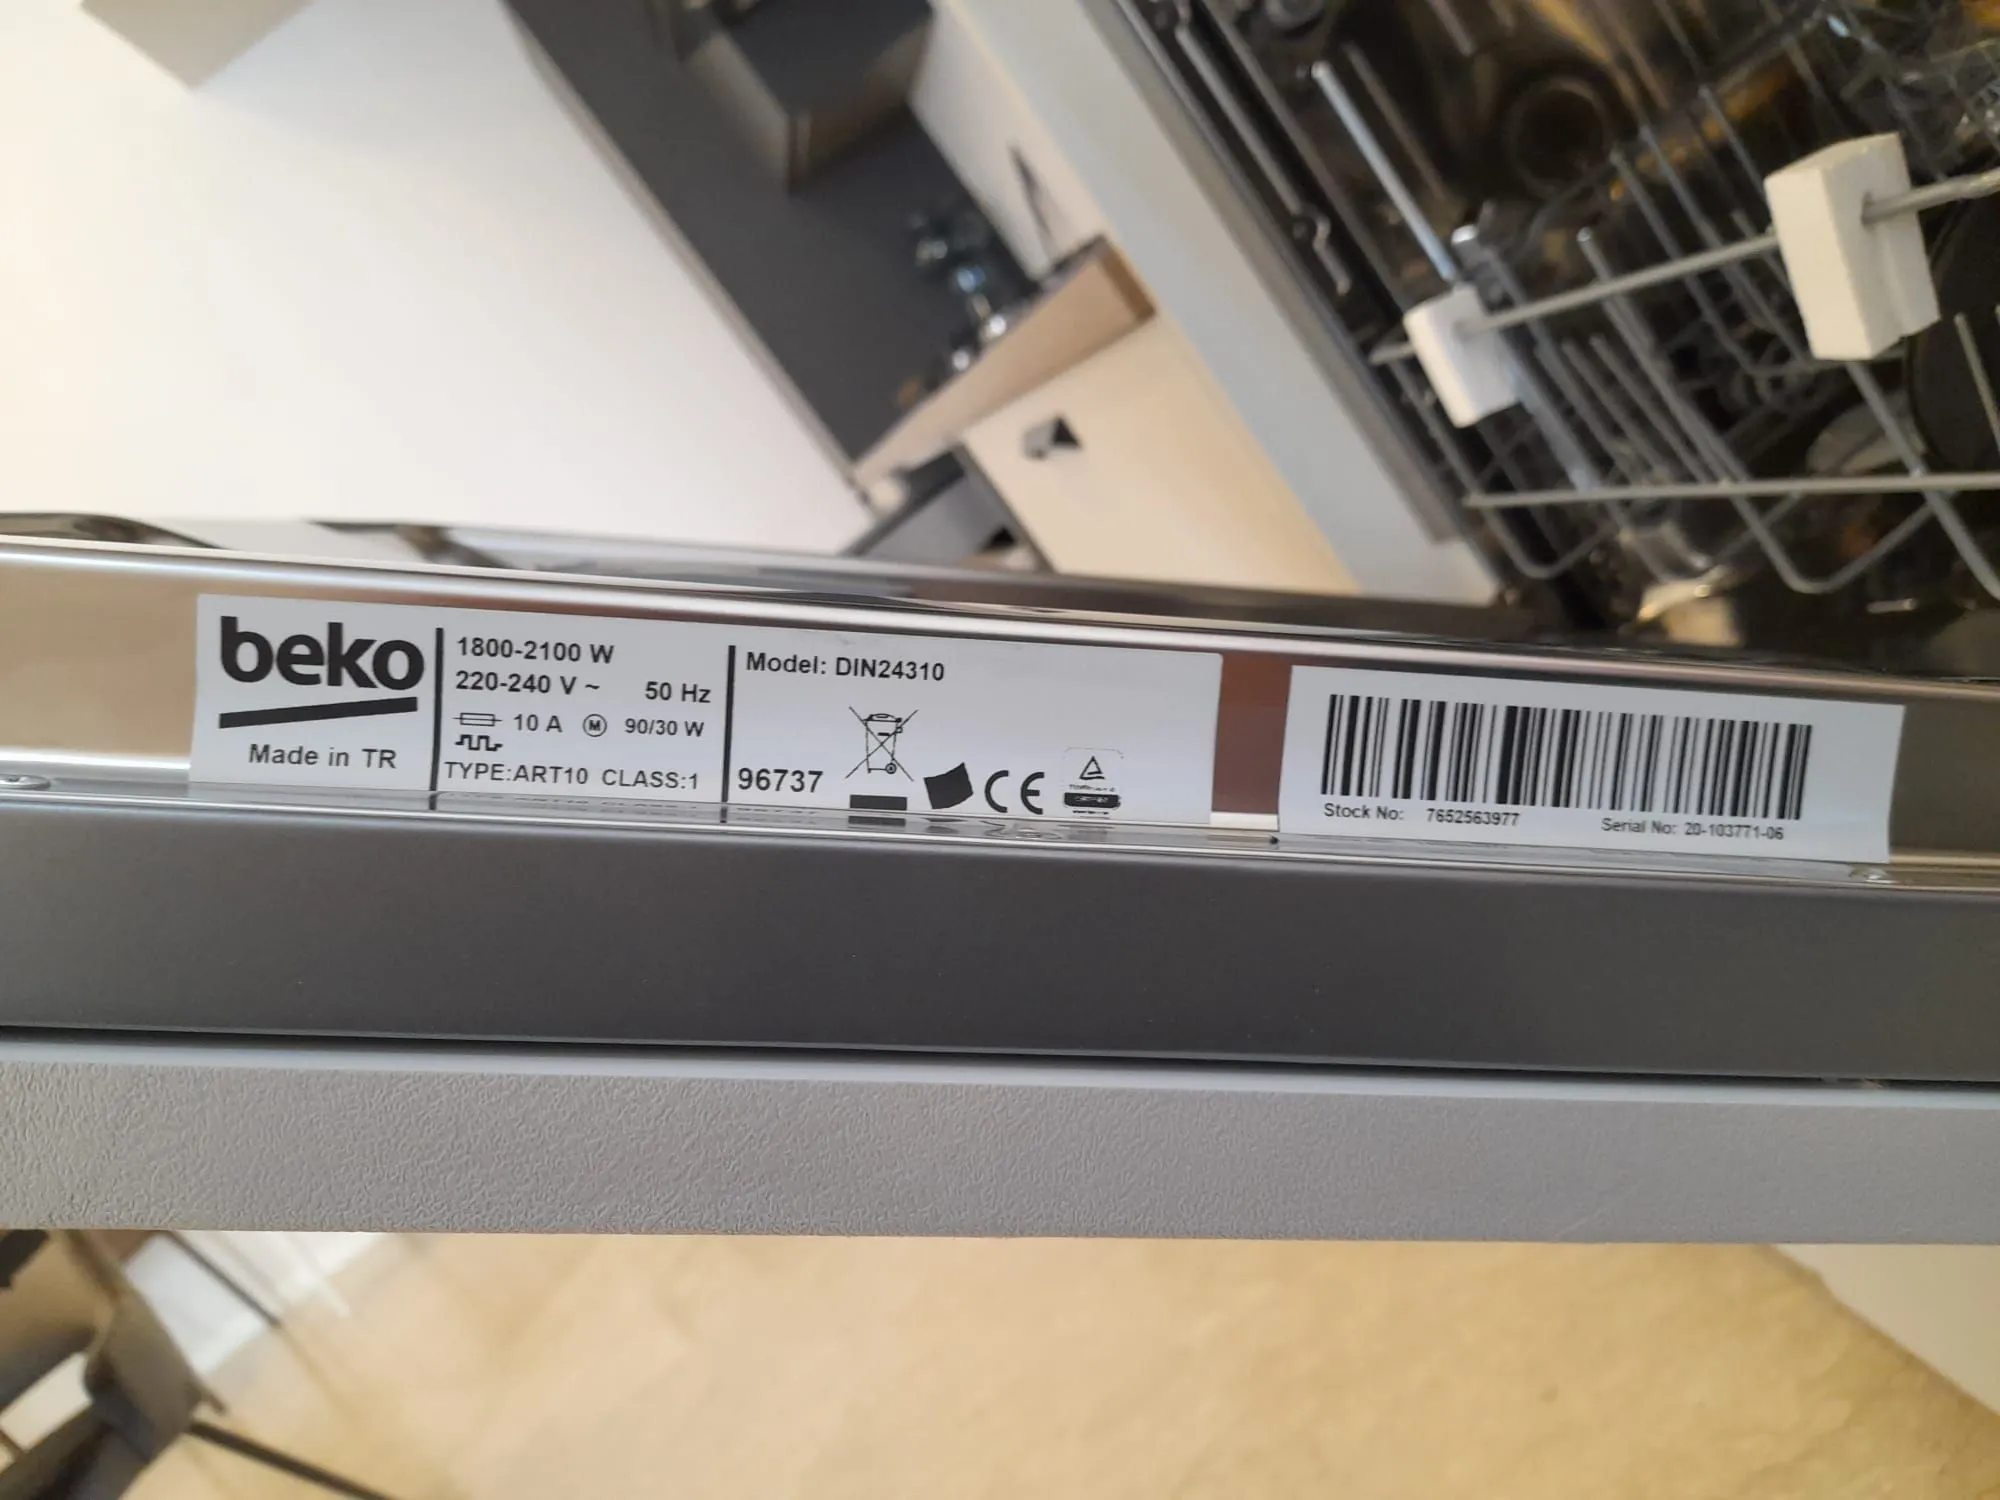 beko
Made in TR
1800-2100 W
220-240 V ~ 50 Hz
10 A M 90/30 W
TYPE:ART10 CLASS:1
Model: DIN24310
96737
CE
Stock No: 7652563977
Serial No: 20-103771-06